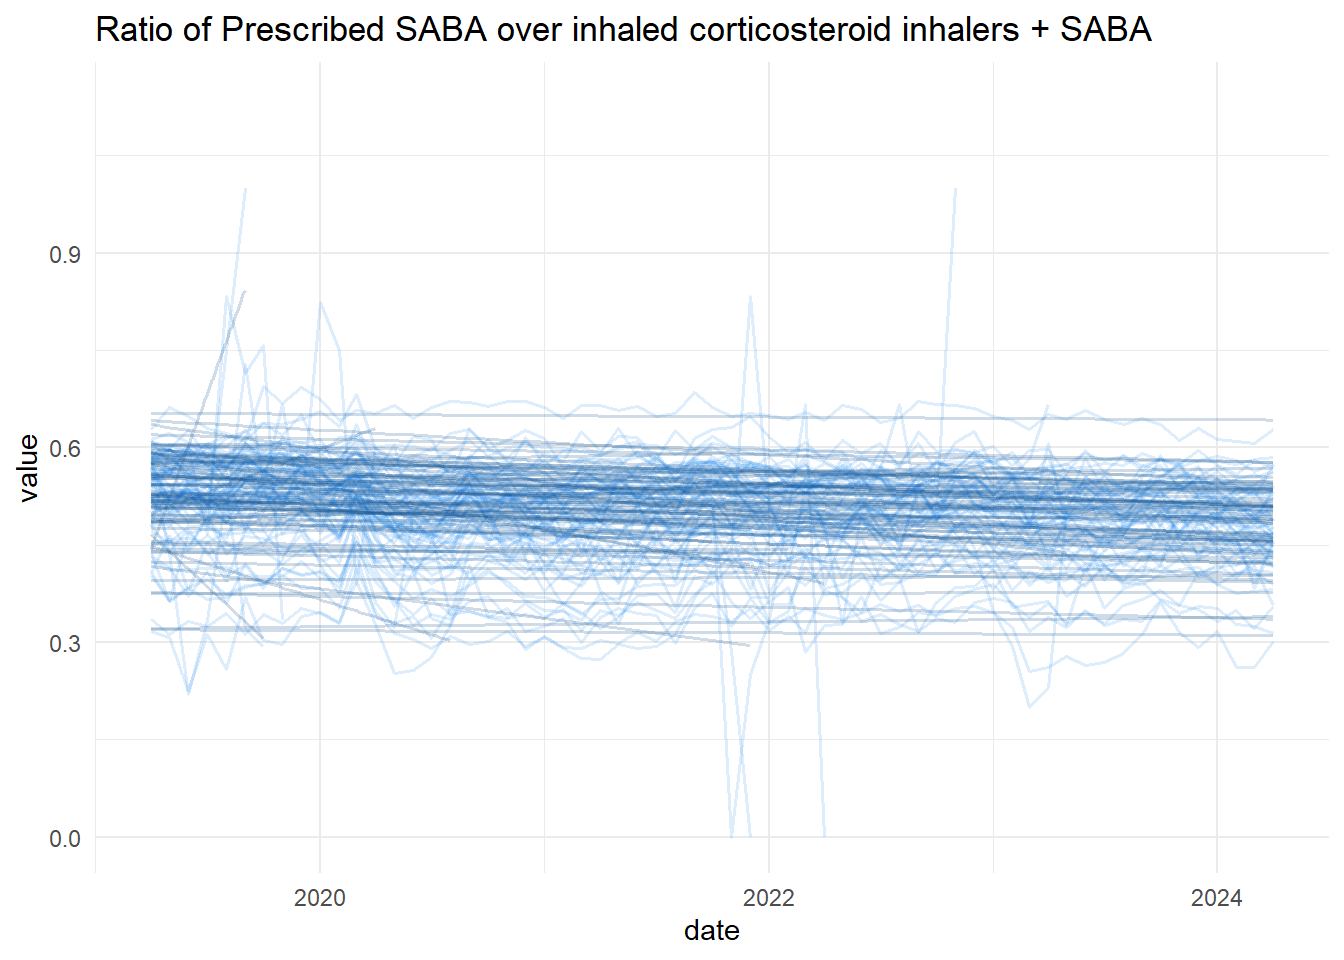 Ratio of Prescribed SABA over inhaled corticosteroid inhalers + SABA
0.9
0.6
value
0.3
0.0
2020 2022 2024
date